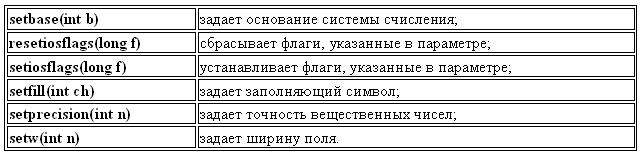 setbase(int b) задает основание системы счисления;
resetiosflags(long f) сбрасывает флаги, указанные в параметре;
setiosflags(long f) устанавливает флаги, указанные в параметре;
setfill(int ch) задает заполняющий символ;
setprecision(int n) задает точность вещественных чисел;
setw(int n) задает ширину поля.